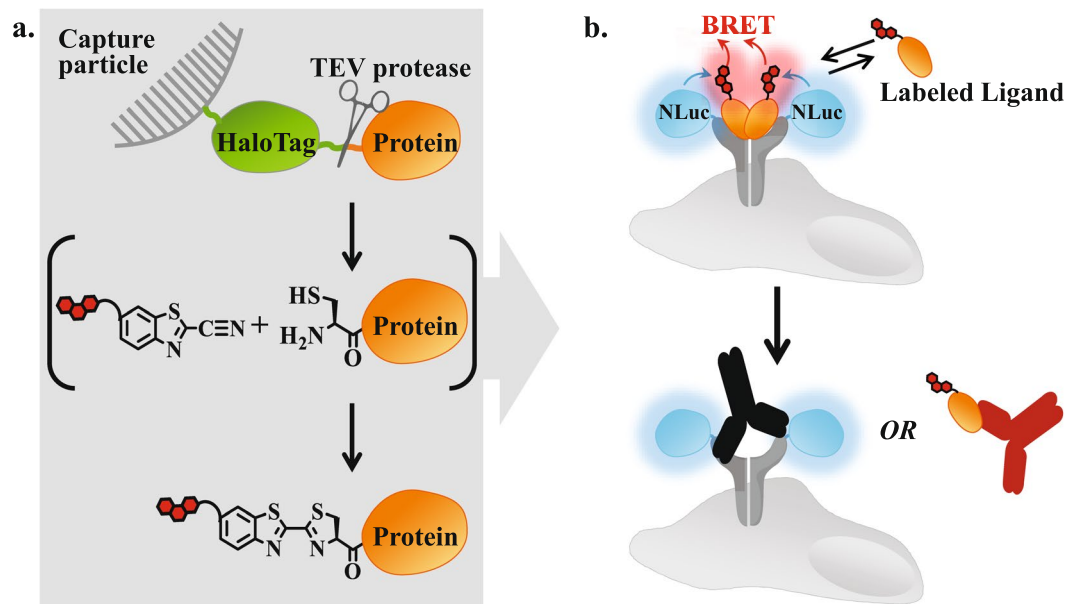 a.
Capture
particle
TEV protease
HaloTag
Protein
S
N
C≡N
+
HS
H₂N
O
Protein
S
N
S
N
O
Protein
b.
BRET
NLuc
NLuc
Labeled Ligand
OR